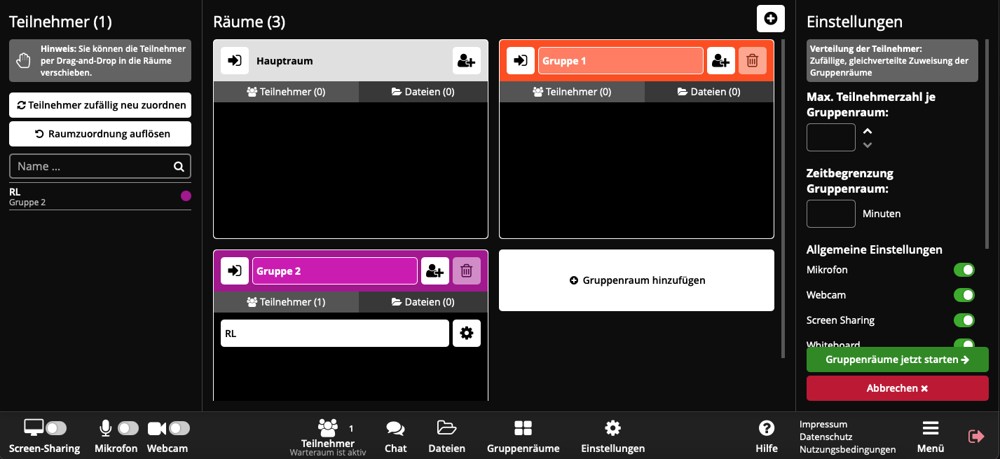 Teilnehmer (1)
Hinweis: Sie können die Teilnehmer
per Drag-and-Drop in die Räume
verschieben.
Teilnehmer zufällig neu zuordnen
Raumzuordnung auflösen
Name ...
RL
Gruppe 2
Räume (3)
Hauptraum
Teilnehmer (0)
Dateien (0)
Gruppe 1
Teilnehmer (0)
Dateien (0)
Gruppe 2
Teilnehmer (1)
Dateien (0)
RL
Gruppenraum hinzufügen
Einstellungen
Verteilung der Teilnehmer:
Zufällige, gleichverteilte Zuweisung der
Gruppenräume
Max. Teilnehmerzahl je
Gruppenraum:
Zeitbegrenzung
Gruppenraum:
Minuten
Allgemeine Einstellungen
Mikrofon
Webcam
Screen Sharing
Whiteboard
Gruppenräume jetzt starten
Abbrechen
Screen-Sharing
Mikrofon
Webcam
1
Teilnehmer
Warteraum ist aktiv
Chat
Dateien
Gruppenräume
Einstellungen
Hilfe
Impressum
Datenschutz
Nutzungsbedingungen
Menü